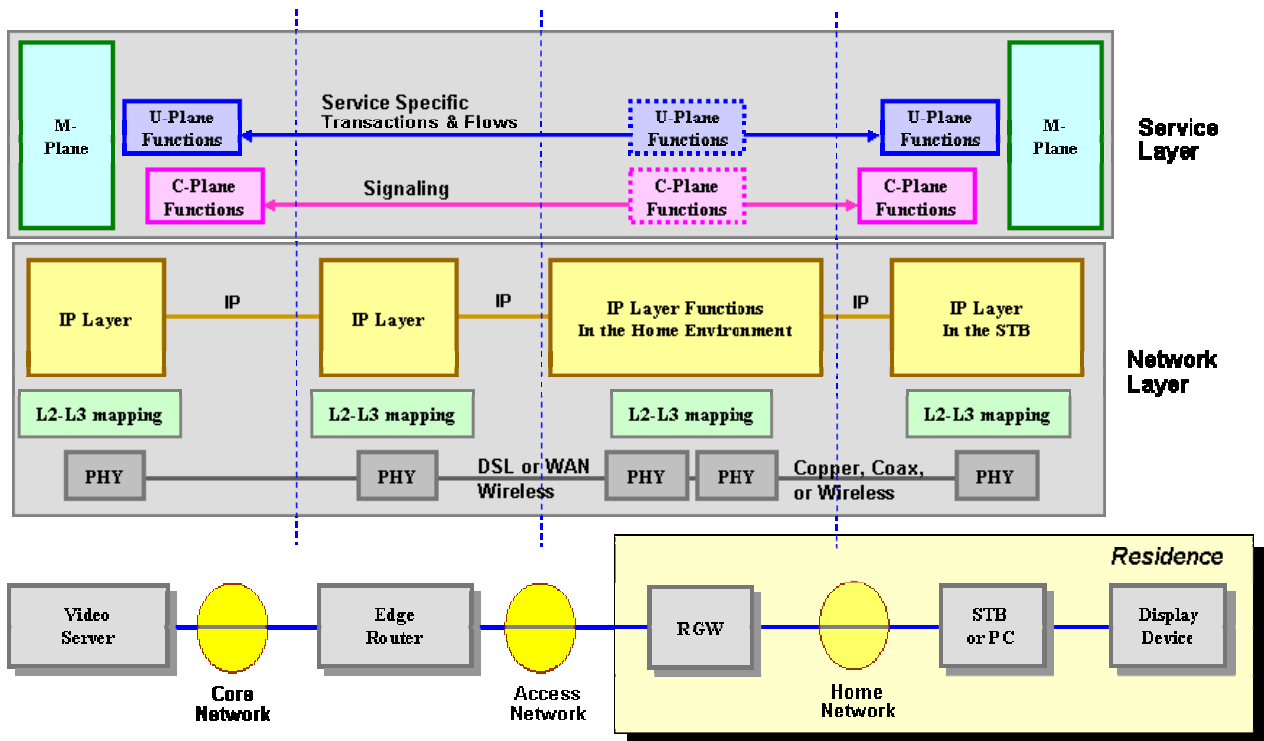 M-
Plane
U-Plane
Functions
Service Specific
Transactions & Flows
U-Plane
Functions
U-Plane
Functions
M-
Plane
Service
Layer
C-Plane
Functions
Signaling
C-Plane
Functions
C-Plane
Functions
IP Layer
IP
IP Layer
IP
IP Layer Functions
In the Home Environment
IP
IP Layer
In the STB
Network
Layer
L2-L3 mapping
L2-L3 mapping
L2-L3 mapping
L2-L3 mapping
PHY
PHY
DSL or WAN
Wireless
PHY
PHY
Copper, Coax,
or Wireless
PHY
Residence
Video
Server
Edge
Router
RGW
STB
or PC
Display
Device
Core
Network
Access
Network
Home
Network